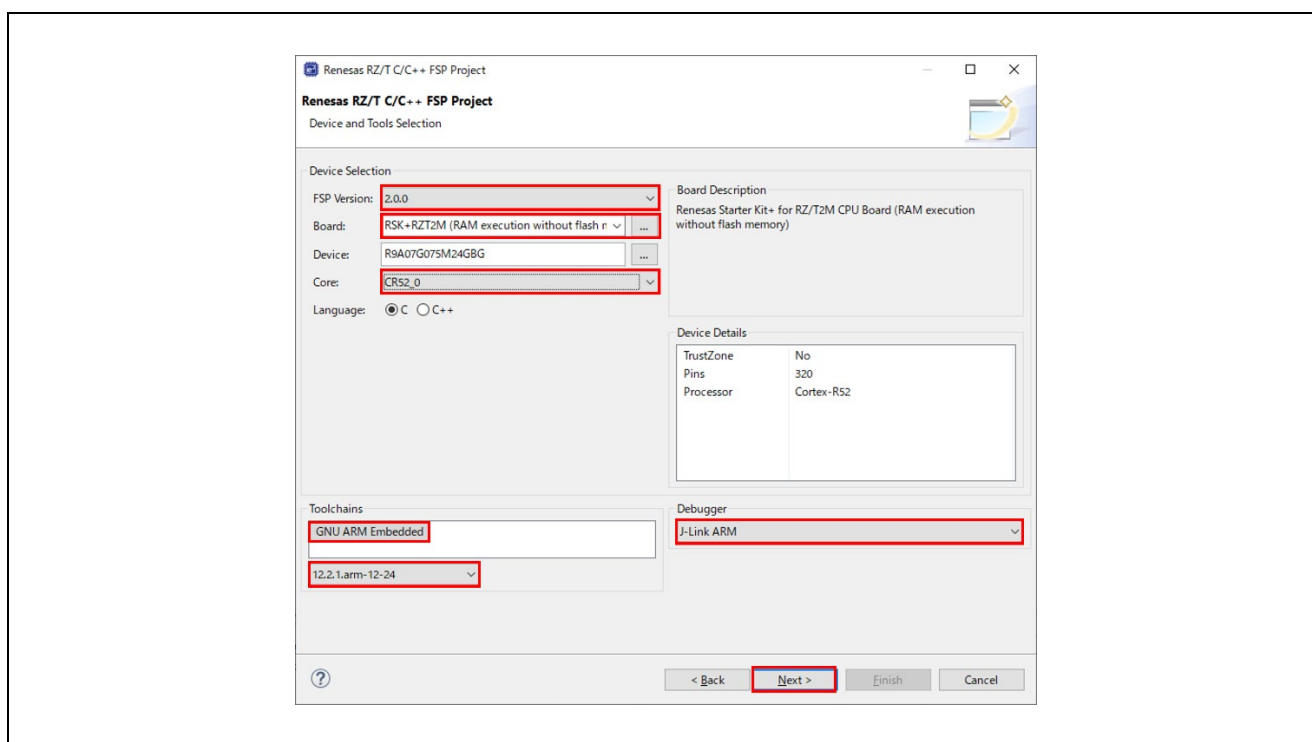 Renesas RZ/T C/C++ FSP Project
Renesas RZ/T C/C++ FSP Project
Device and Tools Selection
Device Selection
FSP Version: 2.0.0
Board: RSK+RZT2M (RAM execution without flash ...
Device: R9A07G075M24GBG ...
Core: CR52_0
Language: C C++
Board Description
Renesas Starter Kit+ for RZ/T2M CPU Board (RAM execution
without flash memory)
Device Details
TrustZone No
Pins 320
Processor Cortex-R52
Toolchains
GNU ARM Embedded
12.2.1.arm-12-24
Debugger
J-Link ARM
? < Back Next > Finish Cancel